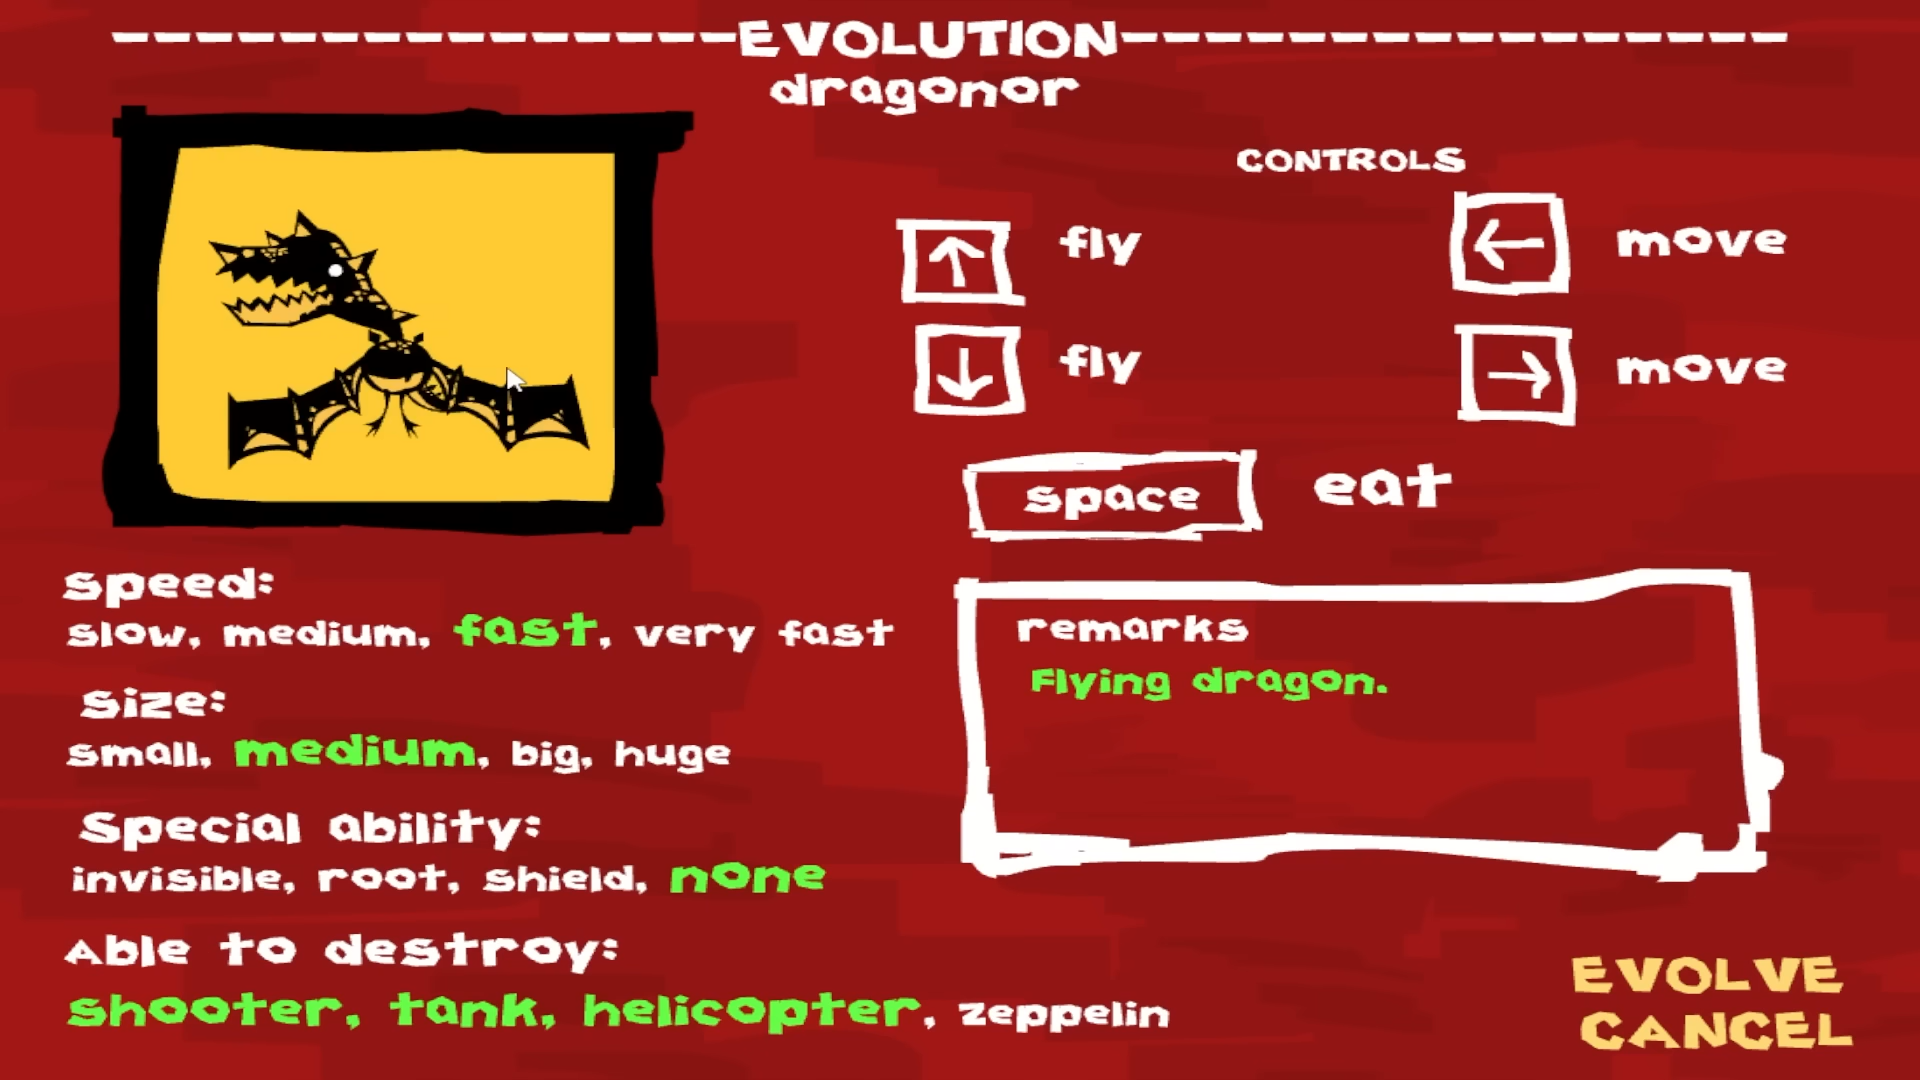 EVOLUTION
dragonor
CONTROLS
fly
move
fly
move
space eat
Speed:
slow, medium, fast, very fast
Size:
small, medium, big, huge
Special ability:
invisible, root, shield, none
Able to destroy:
shooter, tank, helicopter, zeppelin
remarks
Flying dragon.
EVOLVE
CANCEL